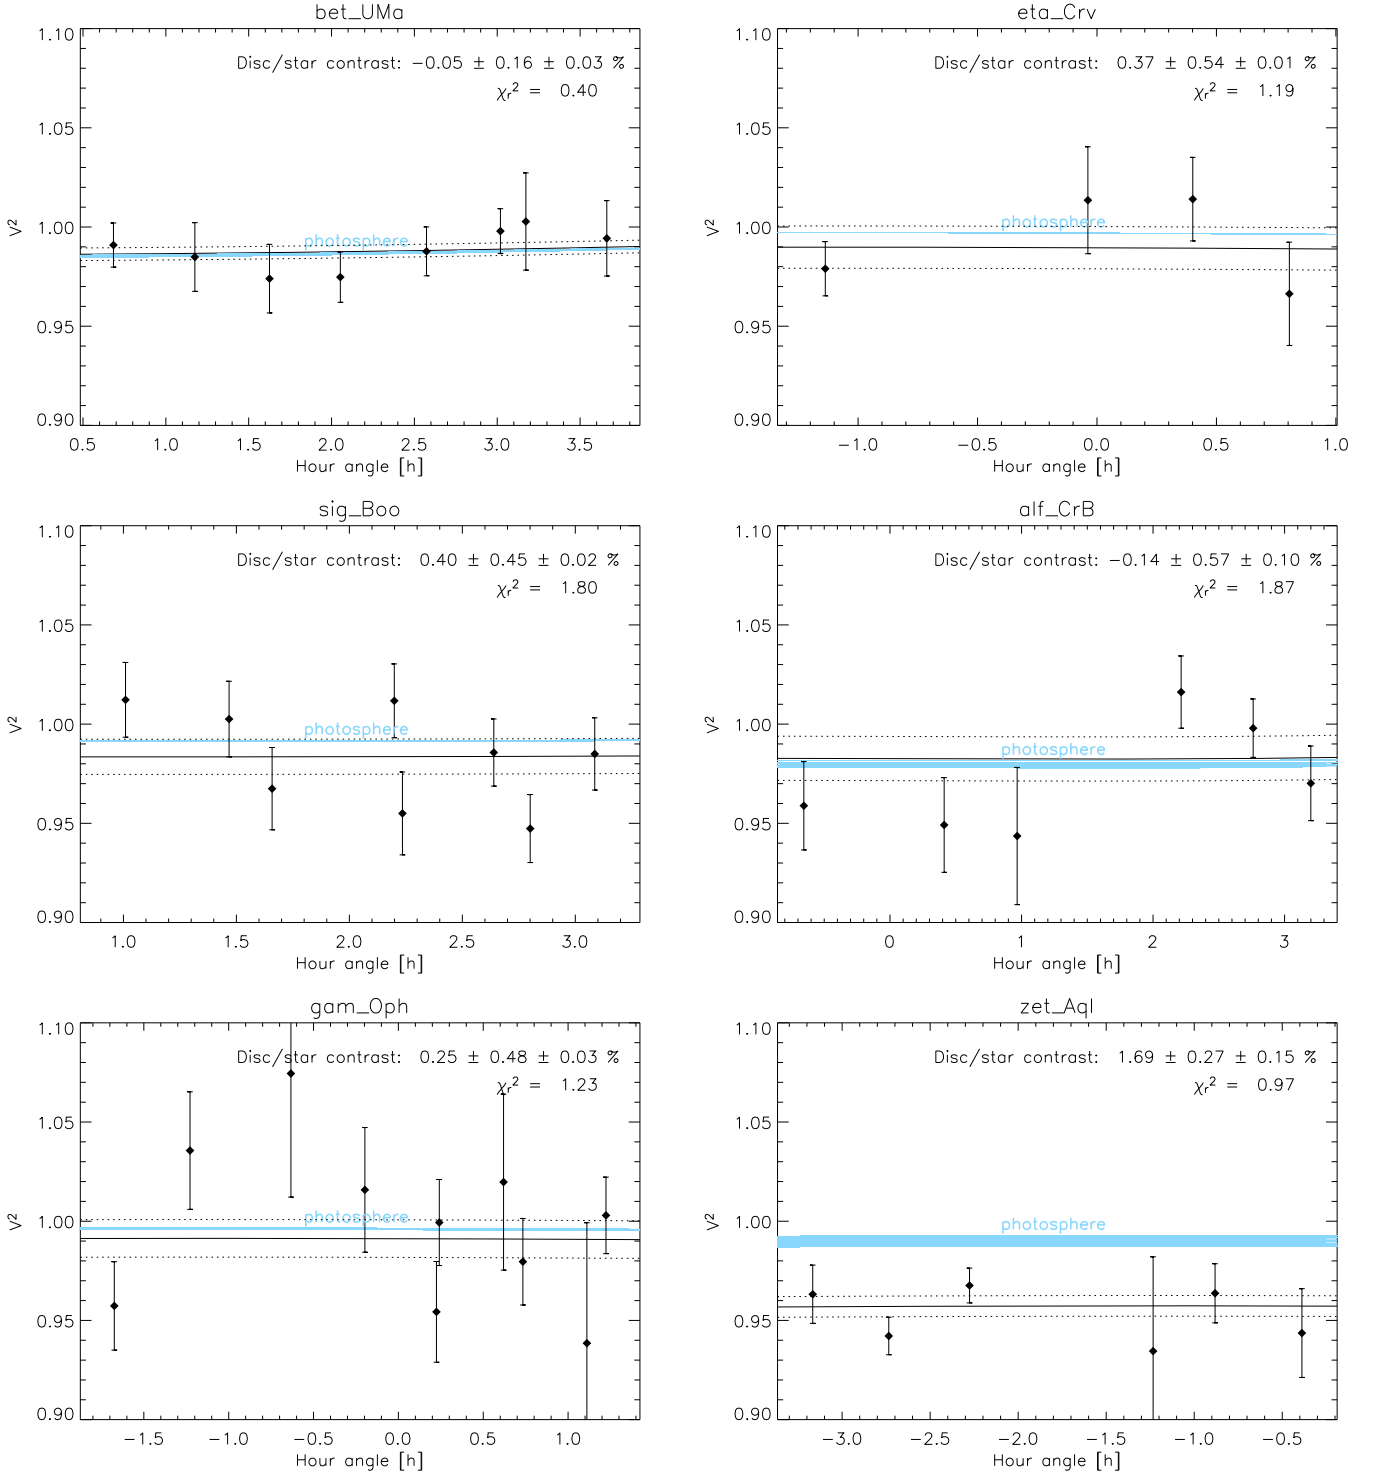 bet_UMa
Disc/star contrast: −0.05 ± 0.16 ± 0.03 %
χr² = 0.40
photosphere
V²
1.10
1.05
1.00
0.95
0.90
0.5 1.0 1.5 2.0 2.5 3.0 3.5
Hour angle [h]
eta_Crv
Disc/star contrast: 0.37 ± 0.54 ± 0.01 %
χr² = 1.19
photosphere
V²
1.10
1.05
1.00
0.95
0.90
−1.0 −0.5 0.0 0.5 1.0
Hour angle [h]
sig_Boo
Disc/star contrast: 0.40 ± 0.45 ± 0.02 %
χr² = 1.80
photosphere
V²
1.10
1.05
1.00
0.95
0.90
1.0 1.5 2.0 2.5 3.0
Hour angle [h]
alf_CrB
Disc/star contrast: −0.14 ± 0.57 ± 0.10 %
χr² = 1.87
photosphere
V²
1.10
1.05
1.00
0.95
0.90
0 1 2 3
Hour angle [h]
gam_Oph
Disc/star contrast: 0.25 ± 0.48 ± 0.03 %
χr² = 1.23
photosphere
V²
1.10
1.05
1.00
0.95
0.90
−1.5 −1.0 −0.5 0.0 0.5 1.0
Hour angle [h]
zet_Aql
Disc/star contrast: 1.69 ± 0.27 ± 0.15 %
χr² = 0.97
photosphere
V²
1.10
1.05
1.00
0.95
0.90
−3.0 −2.5 −2.0 −1.5 −1.0 −0.5
Hour angle [h]